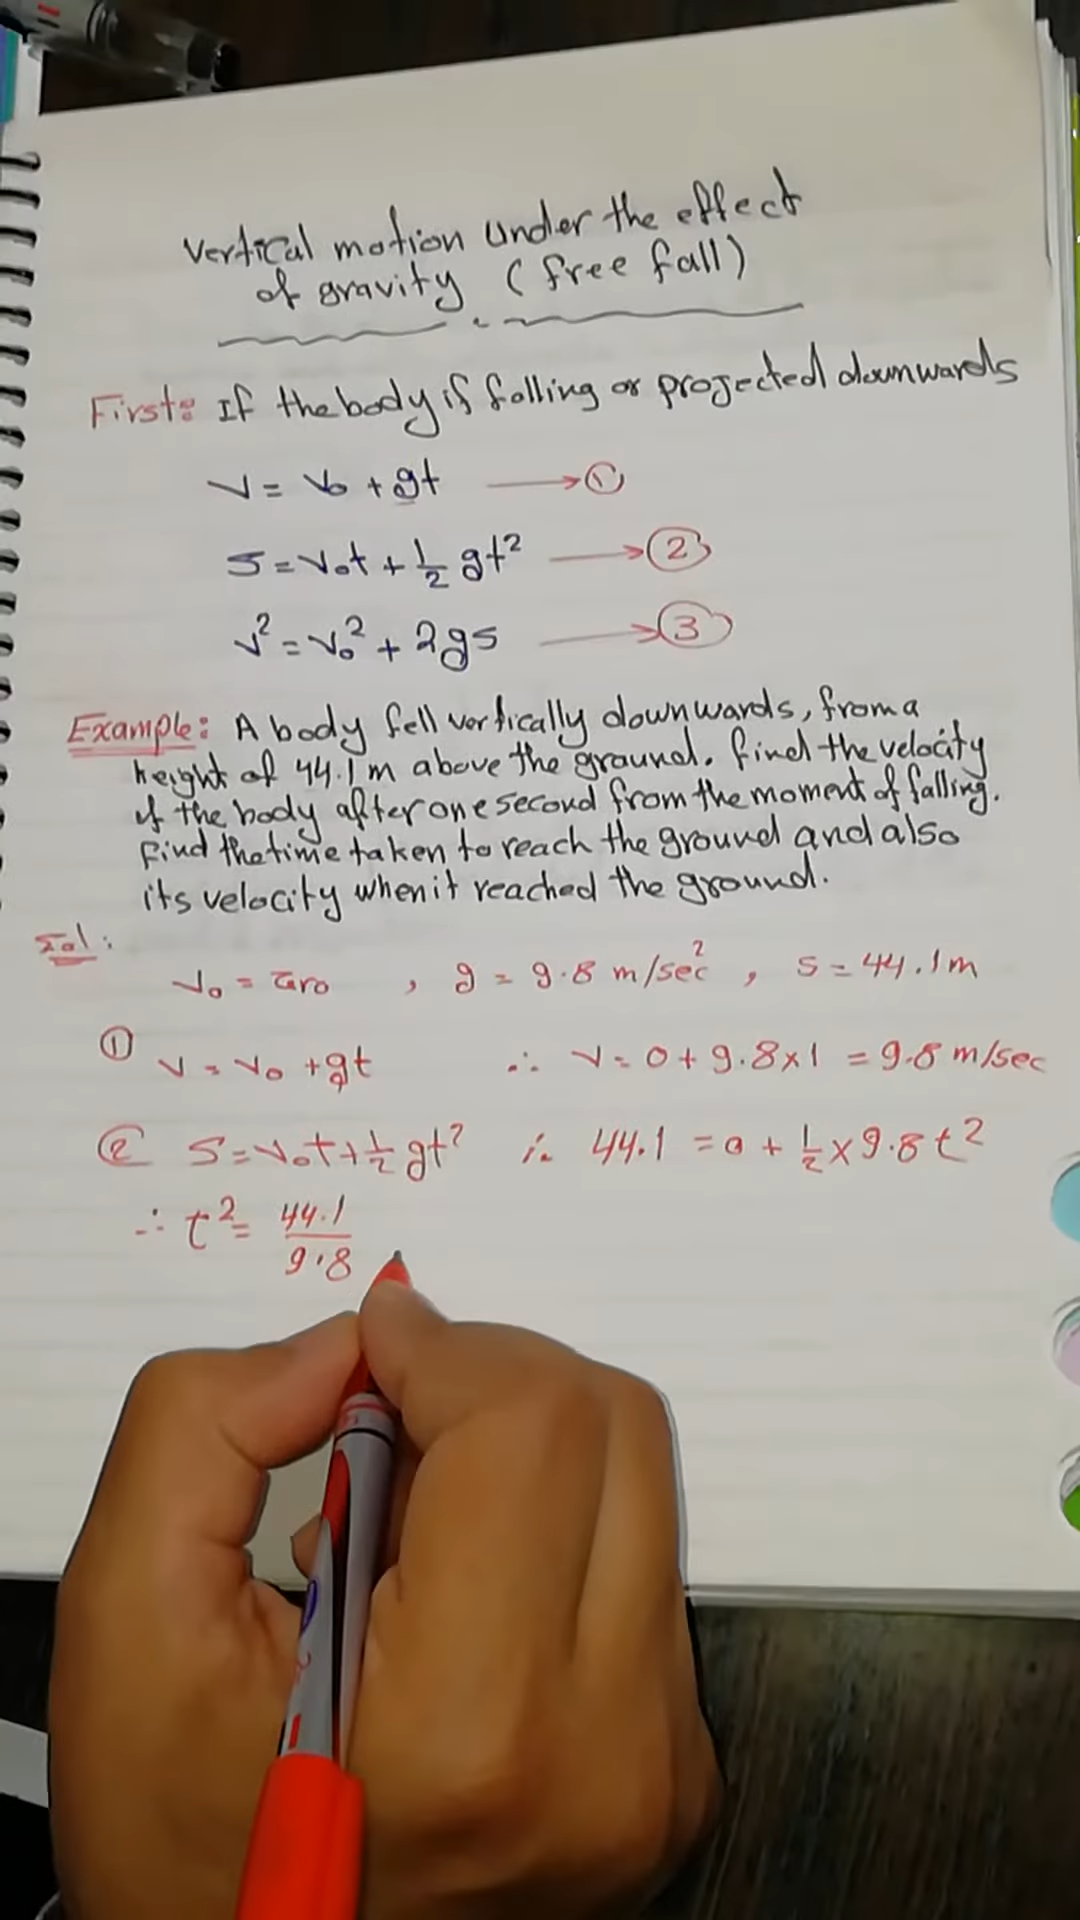 Vertical motion under the effect
of gravity (free fall)
First: If the body if falling or projected downwards
V = V₀ + gt → ①
S = V₀t + 1/2 gt² → ②
V² = V₀² + 2gs → ③
Example: A body fell vertically downwards, from a
height of 44.1 m above the ground. find the velocity
of the body after one second from the moment of falling.
Find the time taken to reach the ground and also
its velocity when it reached the ground.
Sol:
V₀ = zero , g = 9.8 m/sec² , S = 44.1 m
① V = V₀ + gt ∴ V = 0 + 9.8 × 1 = 9.8 m/sec
② S = V₀t + 1/2 gt² ∴ 44.1 = 0 + 1/2 × 9.8 t²
∴ t² = 44.1/9.8